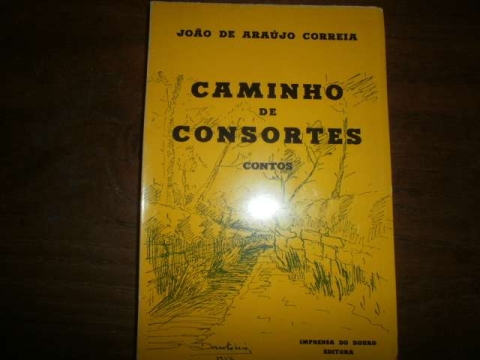 JOÃO DE ARAÚJO CORREIA
CAMINHO
DE
CONSORTES
CONTOS
IMPRENSA DO DOURO
EDITORA